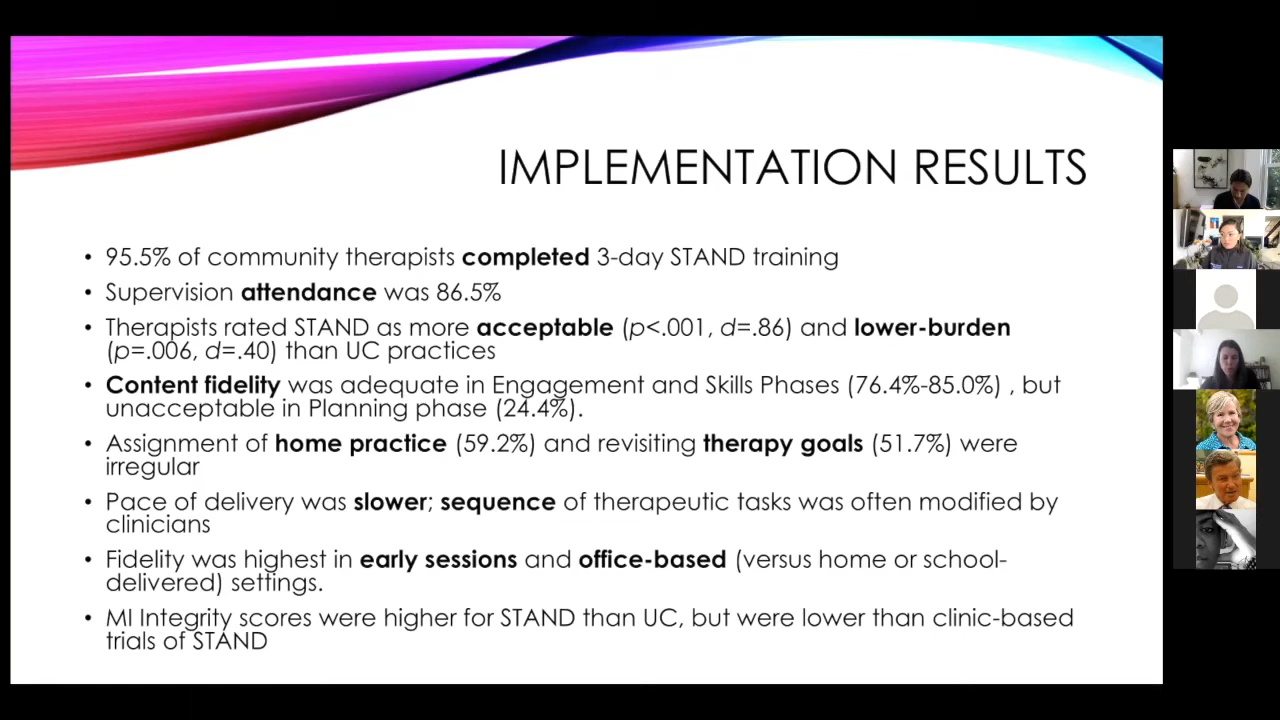 IMPLEMENTATION RESULTS
• 95.5% of community therapists completed 3-day STAND training
• Supervision attendance was 86.5%
• Therapists rated STAND as more acceptable (p<.001, d=.86) and lower-burden
(p=.006, d=.40) than UC practices
• Content fidelity was adequate in Engagement and Skills Phases (76.4%-85.0%) , but
unacceptable in Planning phase (24.4%).
• Assignment of home practice (59.2%) and revisiting therapy goals (51.7%) were
irregular
• Pace of delivery was slower; sequence of therapeutic tasks was often modified by
clinicians
• Fidelity was highest in early sessions and office-based (versus home or school-
delivered) settings.
• MI Integrity scores were higher for STAND than UC, but were lower than clinic-based
trials of STAND